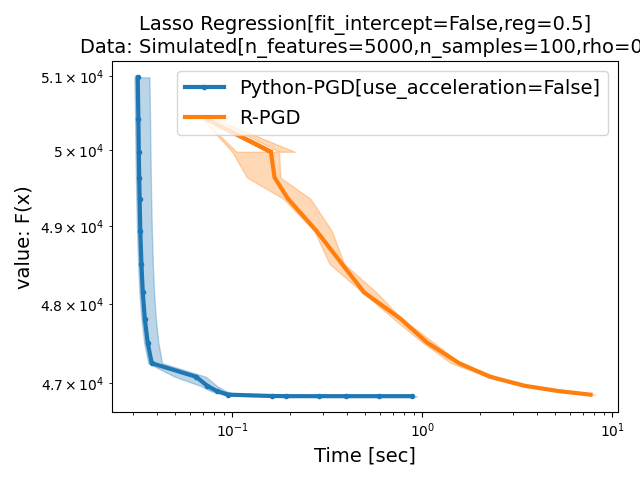 Lasso Regression[fit_intercept=False,reg=0.5]
Data: Simulated[n_features=5000,n_samples=100,rho=0
Python-PGD[use_acceleration=False]
R-PGD
value: F(x)
5.1 × 10⁴
5 × 10⁴
4.9 × 10⁴
4.8 × 10⁴
4.7 × 10⁴
10⁻¹ 10⁰ 10¹
Time [sec]